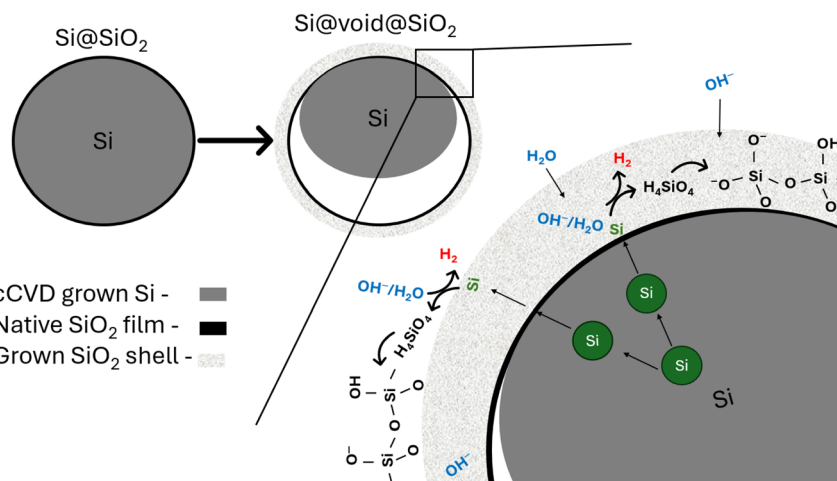 Si@SiO₂
Si
Si@void@SiO₂
Si
cCVD grown Si -
Native SiO₂ film -
Grown SiO₂ shell -
OH⁻
H₂O
H₂
OH⁻/H₂O
Si
H₄SiO₄
O⁻
⁻O
Si
O
O
OH
Si
O
H₂
OH⁻/H₂O
Si
H₄SiO₄
OH
Si
O
O
O⁻
Si
O
OH⁻
Si
Si
Si
Si